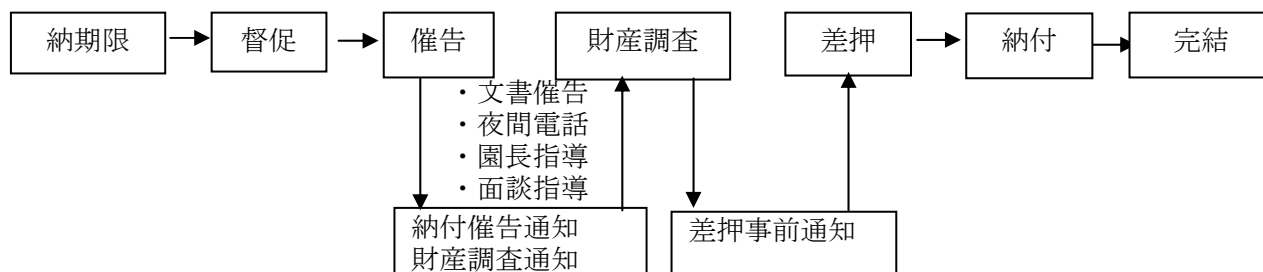 納期限
督促
催告
財産調査
差押
納付
完結
・文書催告
・夜間電話
・園長指導
・面談指導
納付催告通知
財産調査通知
差押事前通知